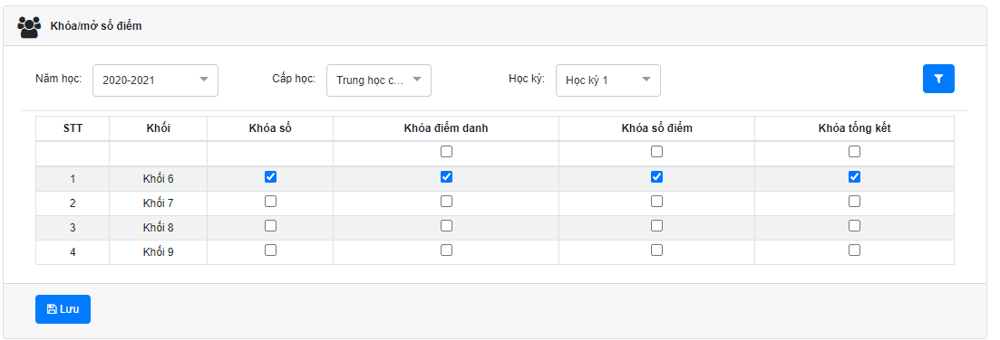 Khóa/mở sổ điểm
Năm học: 2020-2021 Cấp học: Trung học c... Học kỳ: Học kỳ 1
STT Khối Khóa sổ Khóa điểm danh Khóa sổ điểm Khóa tổng kết
1 Khối 6
2 Khối 7
3 Khối 8
4 Khối 9
Lưu